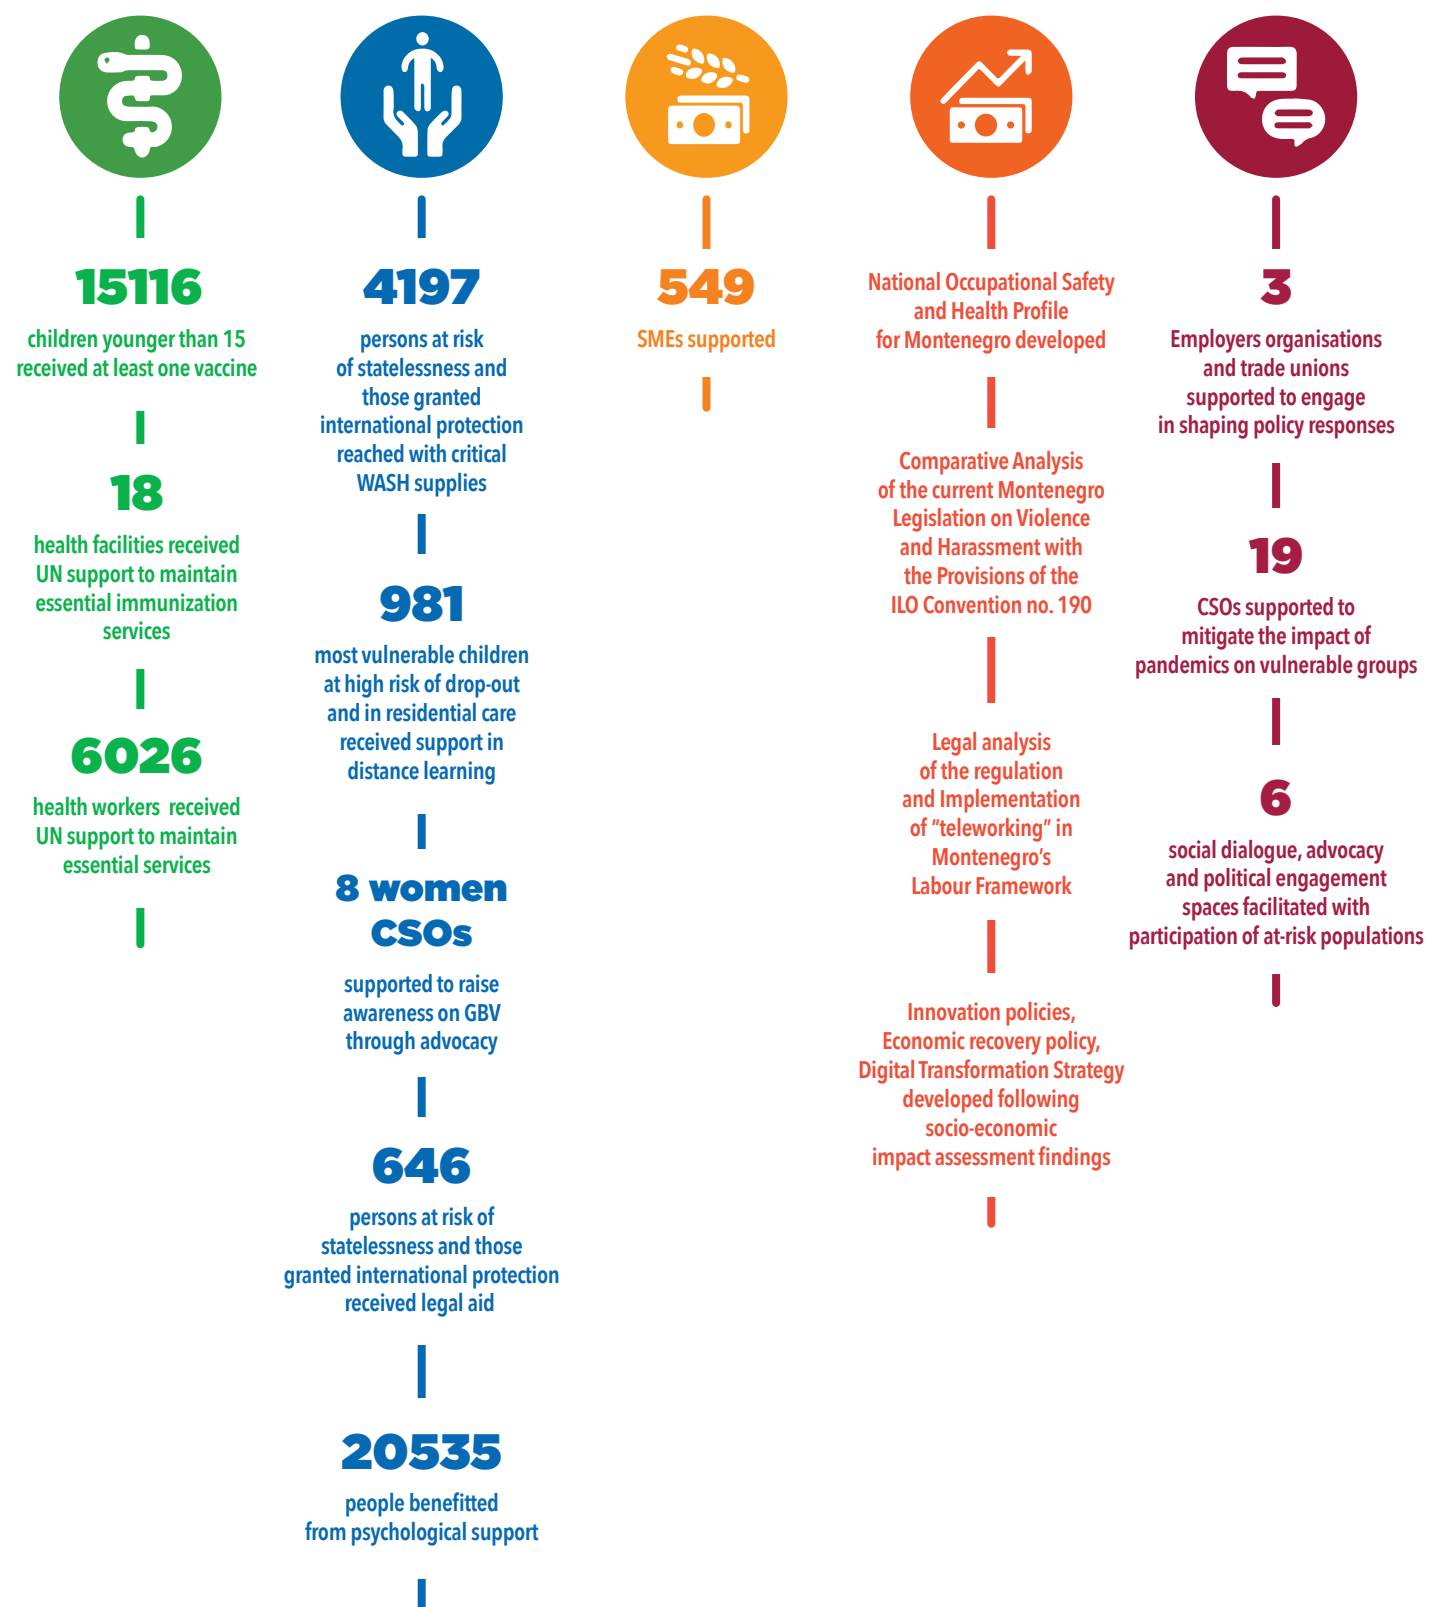 15116
children younger than 15
received at least one vaccine
18
health facilities received
UN support to maintain
essential immunization
services
6026
health workers received
UN support to maintain
essential services
4197
persons at risk
of statelessness and
those granted
international protection
reached with critical
WASH supplies
981
most vulnerable children
at high risk of drop-out
and in residential care
received support in
distance learning
8 women
CSOs
supported to raise
awareness on GBV
through advocacy
646
persons at risk of
statelessness and those
granted international protection
received legal aid
20535
people benefitted
from psychological support
549
SMEs supported
National Occupational Safety
and Health Profile
for Montenegro developed
Comparative Analysis
of the current Montenegro
Legislation on Violence
and Harassment with
the Provisions of the
ILO Convention no. 190
Legal analysis
of the regulation
and Implementation
of “teleworking” in
Montenegro’s
Labour Framework
Innovation policies,
Economic recovery policy,
Digital Transformation Strategy
developed following
socio-economic
impact assessment findings
3
Employers organisations
and trade unions
supported to engage
in shaping policy responses
19
CSOs supported to
mitigate the impact of
pandemics on vulnerable groups
6
social dialogue, advocacy
and political engagement
spaces facilitated with
participation of at-risk populations